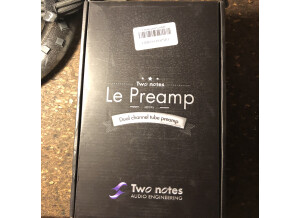 Two notes
Le Preamp
Dual channel tube preamp
Two notes
AUDIO ENGINEERING